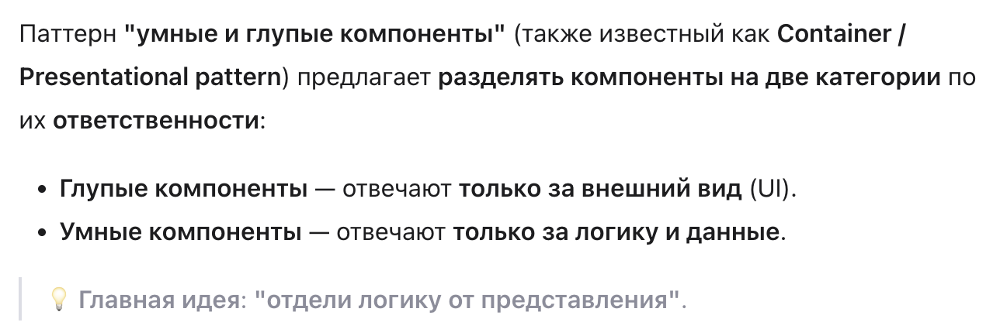 Паттерн "умные и глупые компоненты" (также известный как Container /
Presentational pattern) предлагает разделять компоненты на две категории по
их ответственности:
• Глупые компоненты — отвечают только за внешний вид (UI).
• Умные компоненты — отвечают только за логику и данные.
💡 Главная идея: "отдели логику от представления".